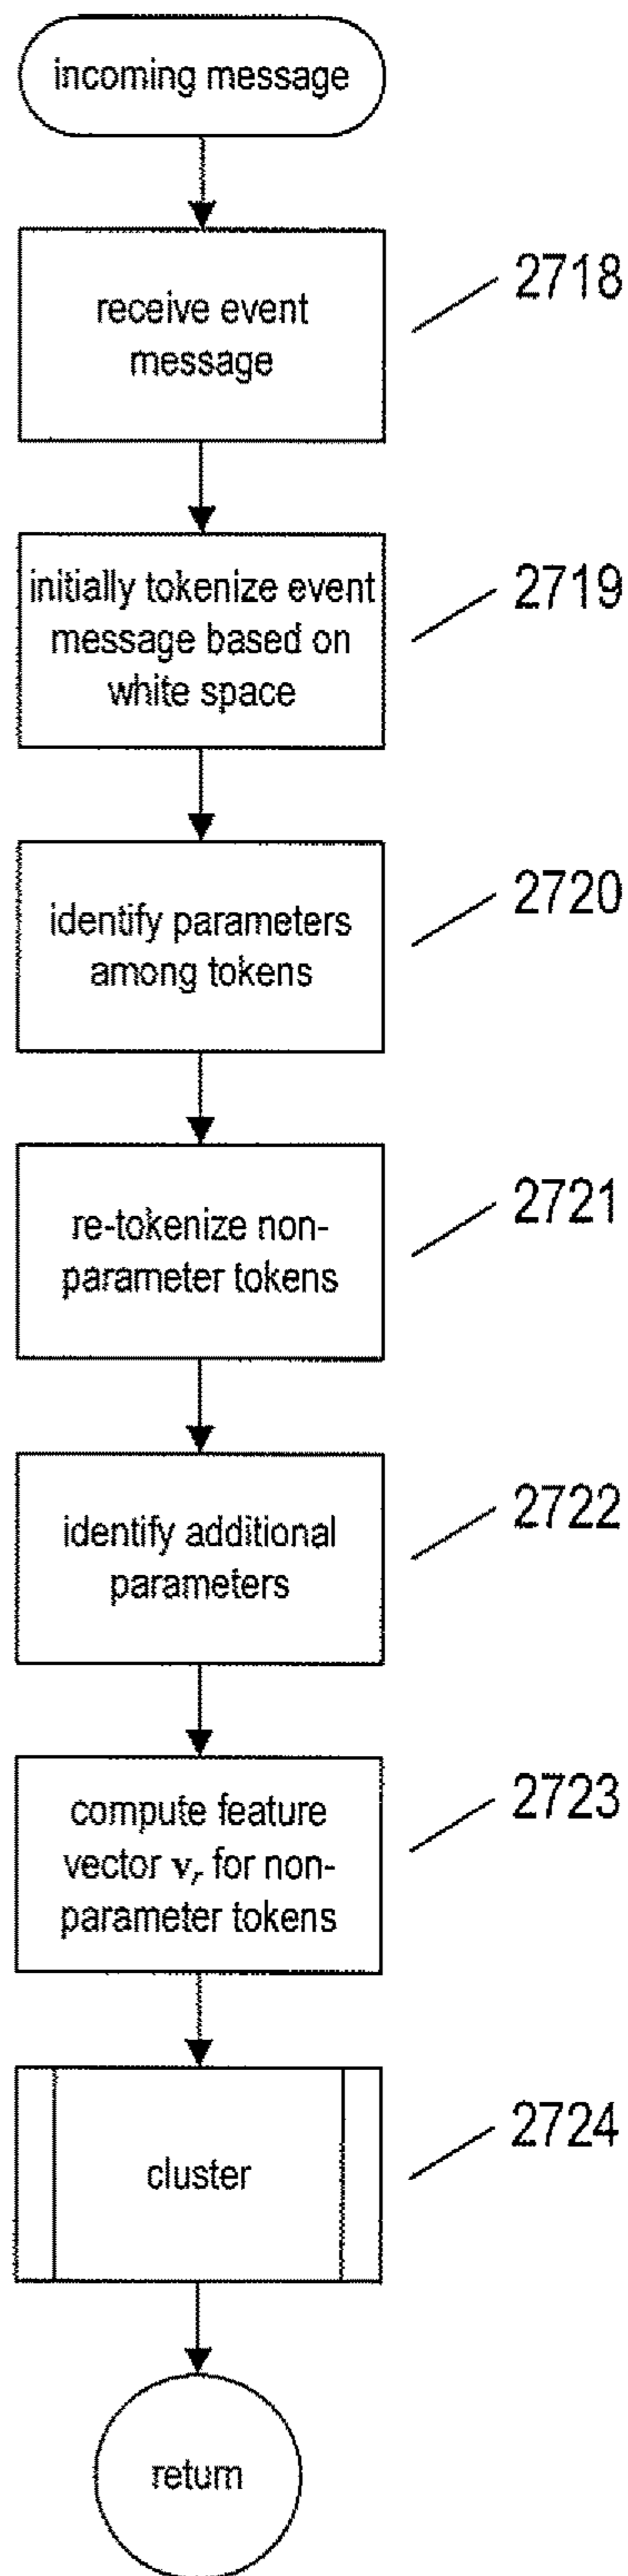 incoming message
receive event
message
2718
initially tokenize event
message based on
white space
2719
identify parameters
among tokens
2720
re-tokenize non-
parameter tokens
2721
identify additional
parameters
2722
compute feature
vector vᵣ for non-
parameter tokens
2723
cluster
2724
return